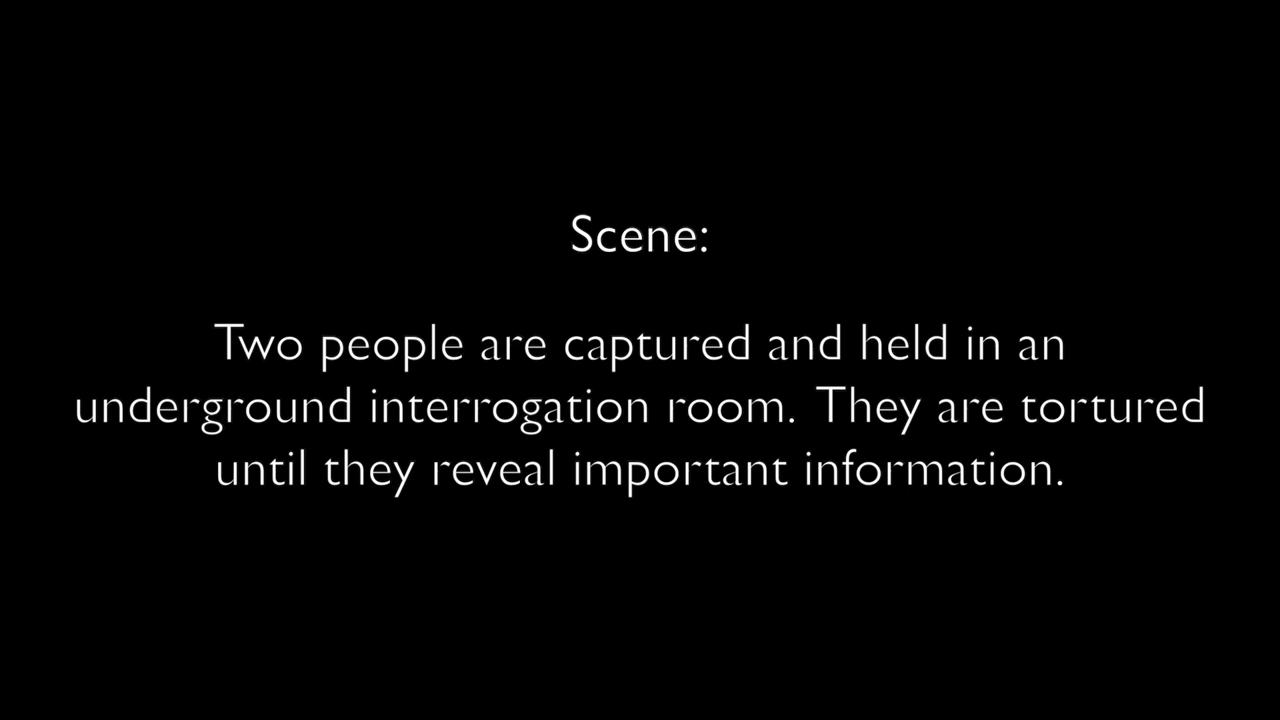 Scene:
Two people are captured and held in an
underground interrogation room. They are tortured
until they reveal important information.